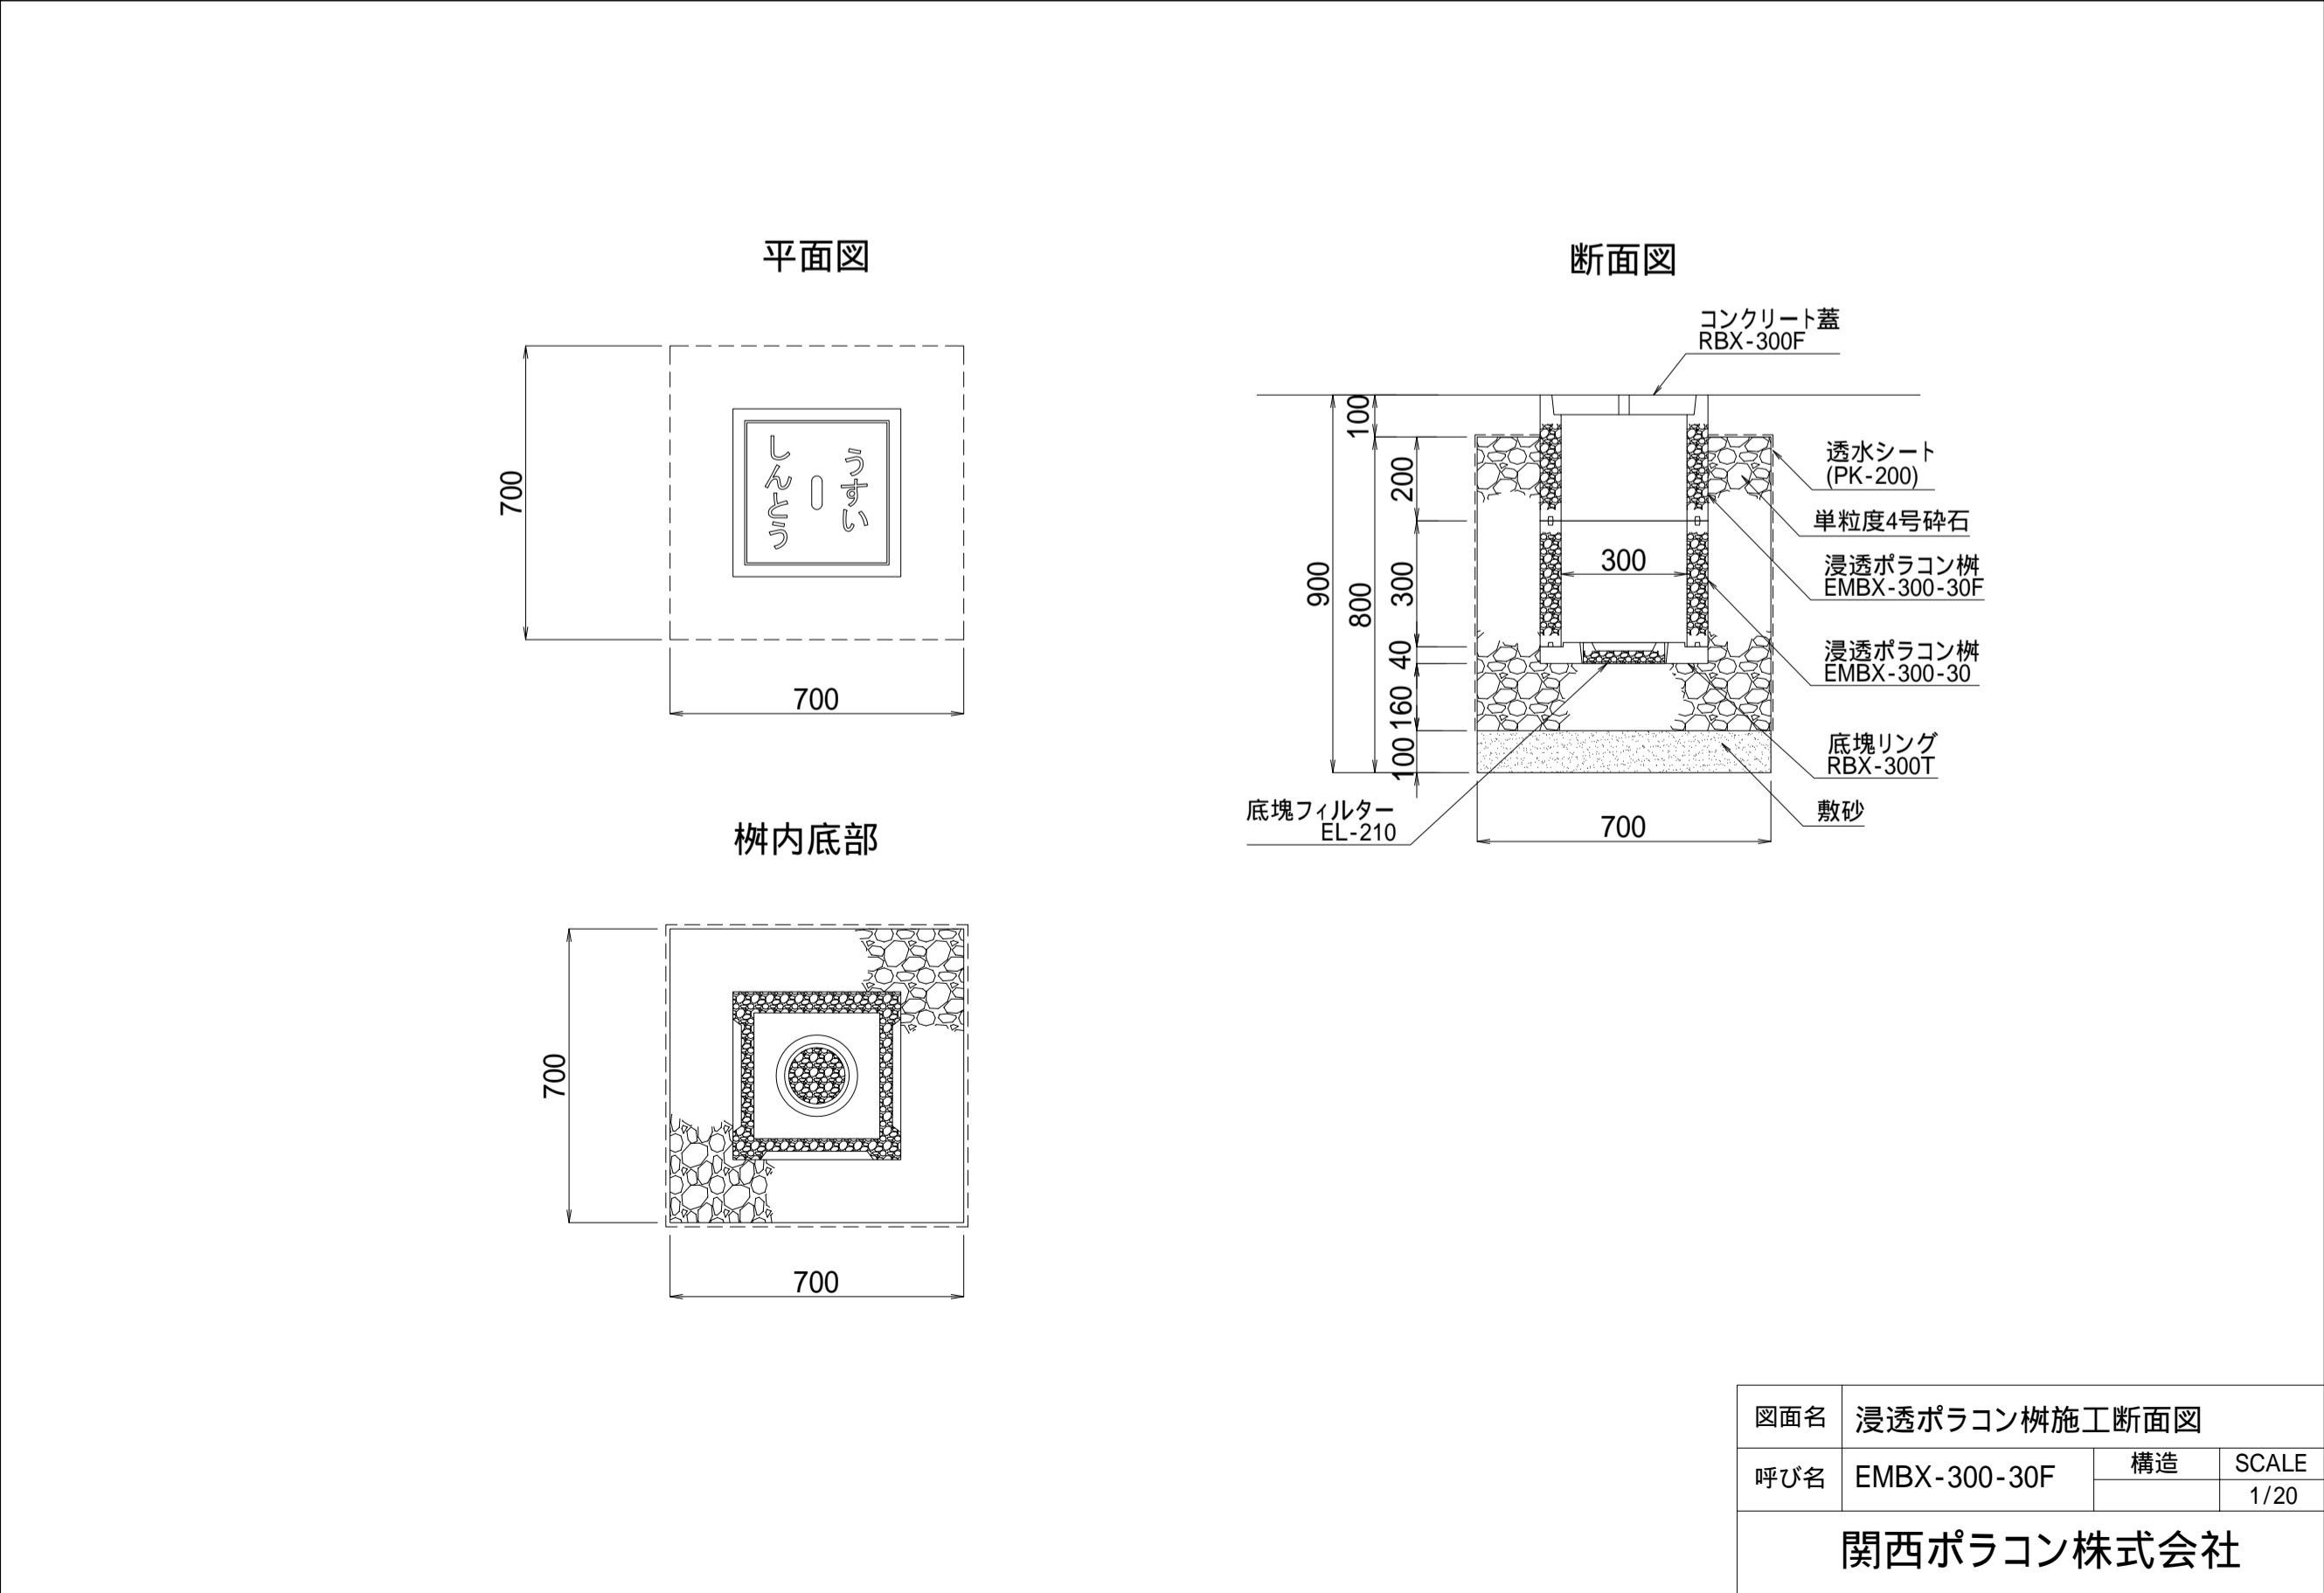 平面図
700
しんとう
うすい
700
断面図
コンクリート蓋
RBX-300F
100
200
900
800
300
300
40
160
100
透水シート
(PK-200)
単粒度4号砕石
浸透ポラコン桝
EMBX-300-30F
浸透ポラコン桝
EMBX-300-30
底塊リング
RBX-300T
敷砂
底塊フィルター
EL-210
700
桝内底部
700
700
図面名
浸透ポラコン桝施工断面図
呼び名
EMBX-300-30F
構造
SCALE
1/20
関西ポラコン株式会社